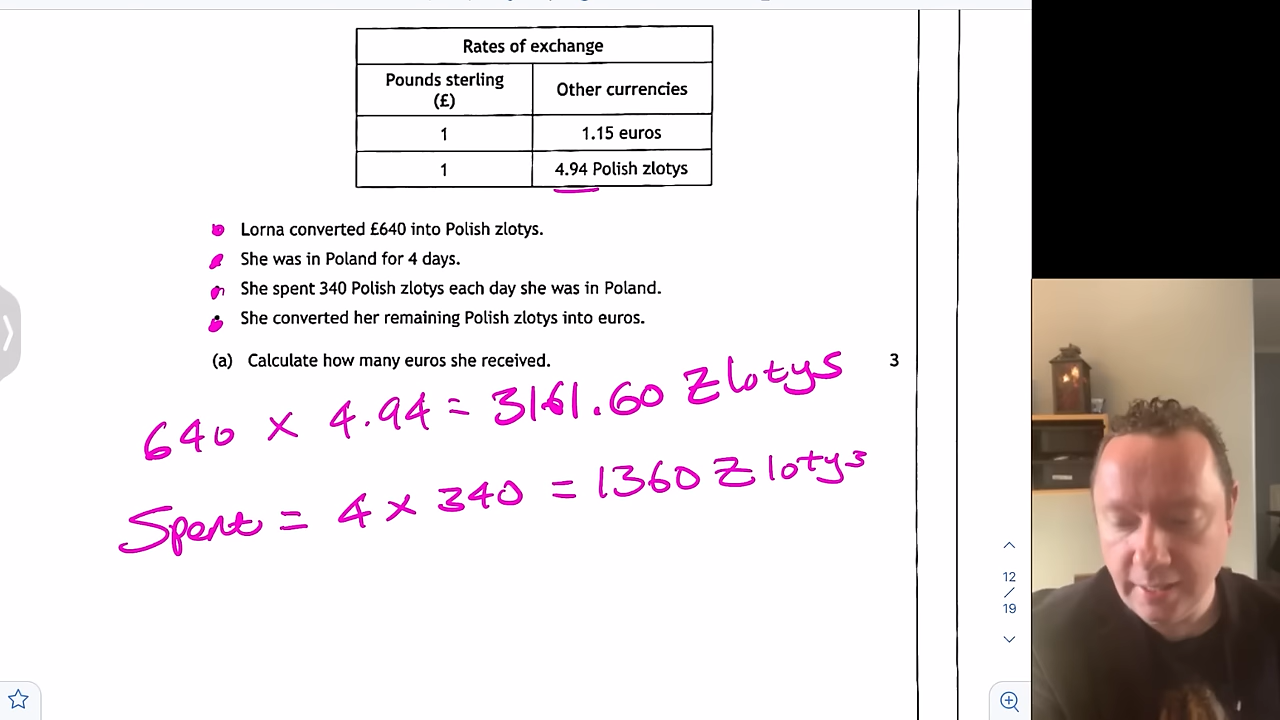 Rates of exchange
Pounds sterling (£)
Other currencies
1
1.15 euros
1
4.94 Polish zlotys
Lorna converted £640 into Polish zlotys.
She was in Poland for 4 days.
She spent 340 Polish zlotys each day she was in Poland.
She converted her remaining Polish zlotys into euros.
(a) Calculate how many euros she received.
3
640 × 4.94 = 3161.60 Zlotys
Spent = 4 × 340 = 1360 Zlotys
12
/
19